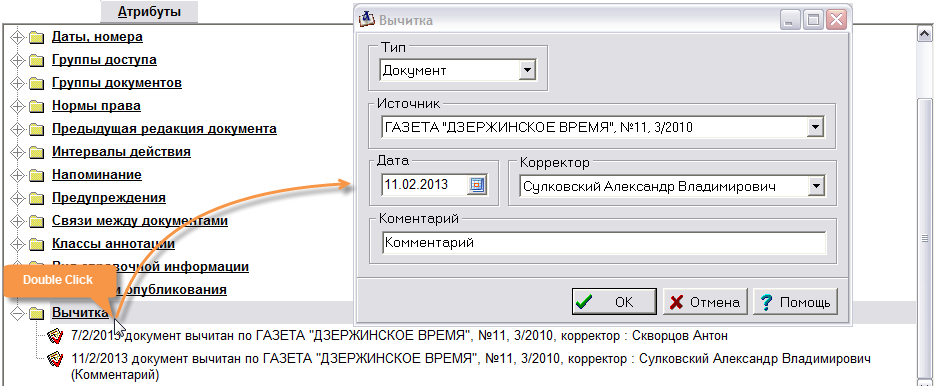 Атрибуты
Даты, номера
Группы доступа
Группы документов
Нормы права
Предыдущая редакция документа
Интервалы действия
Напоминание
Предупреждения
Связи между документами
Классы аннотации
справочной информации
опубликования
Double Click
Вычитка
7/2/2013 документ вычитан по ГАЗЕТА "ДЗЕРЖИНСКОЕ ВРЕМЯ", №11, 3/2010, корректор : Скворцов Антон
11/2/2013 документ вычитан по ГАЗЕТА "ДЗЕРЖИНСКОЕ ВРЕМЯ", №11, 3/2010, корректор : Сулковский Александр Владимирович
(Комментарий)
Вычитка
Тип
Документ
Источник
ГАЗЕТА "ДЗЕРЖИНСКОЕ ВРЕМЯ", №11, 3/2010
Дата
11.02.2013
Корректор
Сулковский Александр Владимирович
Коментарий
Комментарий
OK
Отмена
Помощь